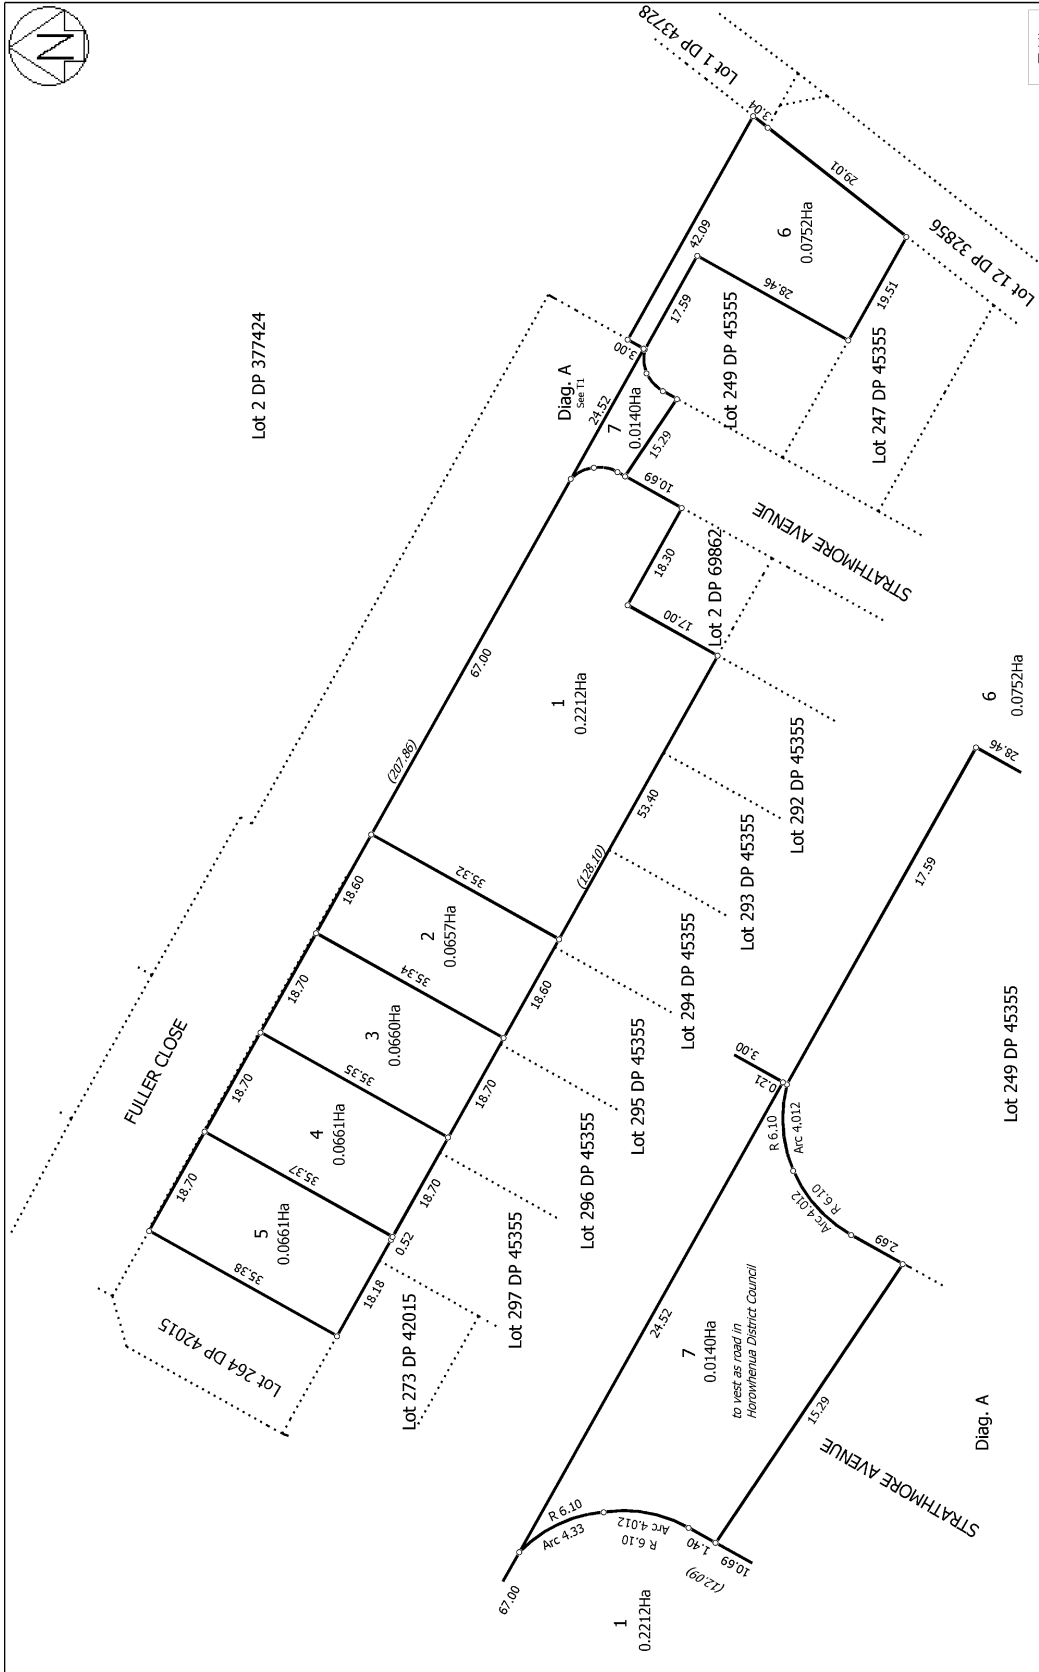 N
Lot 1 DP 43728
3.04
29.01
Lot 12 DP 32856
42.09
6
0.0752Ha
17.59
28.46
19.51
Lot 249 DP 45355
Lot 247 DP 45355
Lot 2 DP 377424
3.00
Diag. A
See T1
24.52
7
0.0140Ha
15.29
10.69
STRATHMORE AVENUE
18.30
17.00
Lot 2 DP 69862
67.00
(207.86)
1
0.2212Ha
53.40
(128.10)
Lot 292 DP 45355
Lot 293 DP 45355
Lot 294 DP 45355
Lot 295 DP 45355
Lot 296 DP 45355
Lot 297 DP 45355
Lot 273 DP 42015
Lot 264 DP 42015
FULLER CLOSE
18.60
35.32
2
0.0657Ha
18.60
18.70
35.34
3
0.0660Ha
18.70
18.70
35.35
4
0.0661Ha
18.70
18.70
35.37
5
0.0661Ha
0.52
18.18
35.38
6
0.0752Ha
28.46
17.59
Lot 249 DP 45355
3.00
0.21
R 6.10
Arc 4.012
R 6.10
Arc 4.012
2.69
24.52
7
0.0140Ha
to vest as road in
Horowhenua District Council
15.29
STRATHMORE AVENUE
Diag. A
R 6.10
Arc 4.33
Arc 4.012
R 6.10
1.40
10.69
(12.09)
67.00
1
0.2212Ha